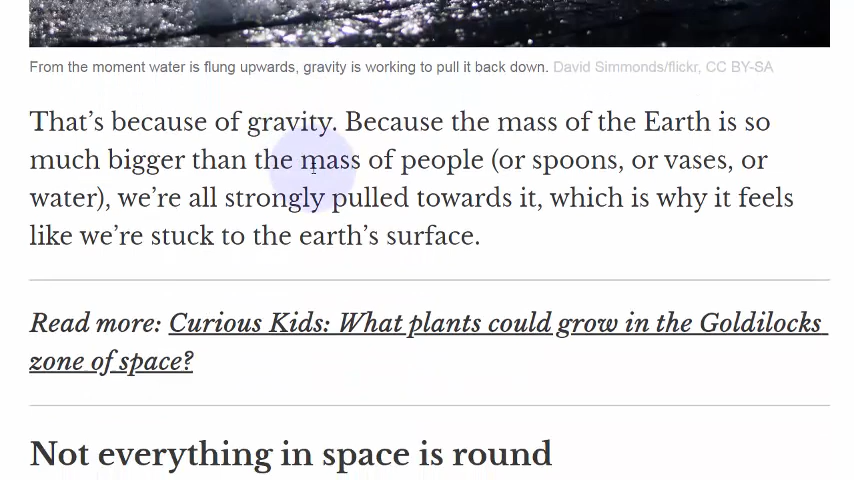 From the moment water is flung upwards, gravity is working to pull it back down. David Simmonds/flickr, CC BY-SA
That’s because of gravity. Because the mass of the Earth is so
much bigger than the mass of people (or spoons, or vases, or
water), we’re all strongly pulled towards it, which is why it feels
like we’re stuck to the earth’s surface.
Read more: Curious Kids: What plants could grow in the Goldilocks
zone of space?
Not everything in space is round